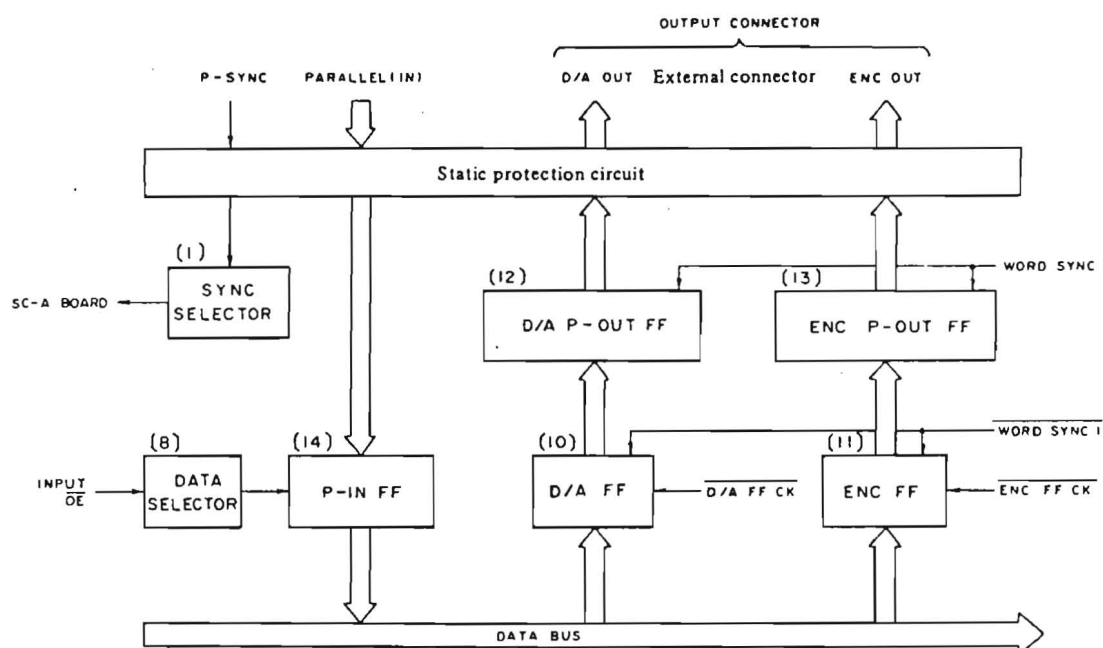 OUTPUT CONNECTOR
P-SYNC PARALLEL(IN) D/A OUT External connector ENC OUT
Static protection circuit
(1)
SYNC
SELECTOR
SC-A BOARD
(12)
D/A P-OUT FF
(13)
ENC P-OUT FF
WORD SYNC
(8)
DATA
SELECTOR
INPUT
OE
(14)
P-IN FF
(10)
D/A FF
D/A FF CK
(11)
ENC FF
WORD SYNC I
ENC FF CK
DATA BUS